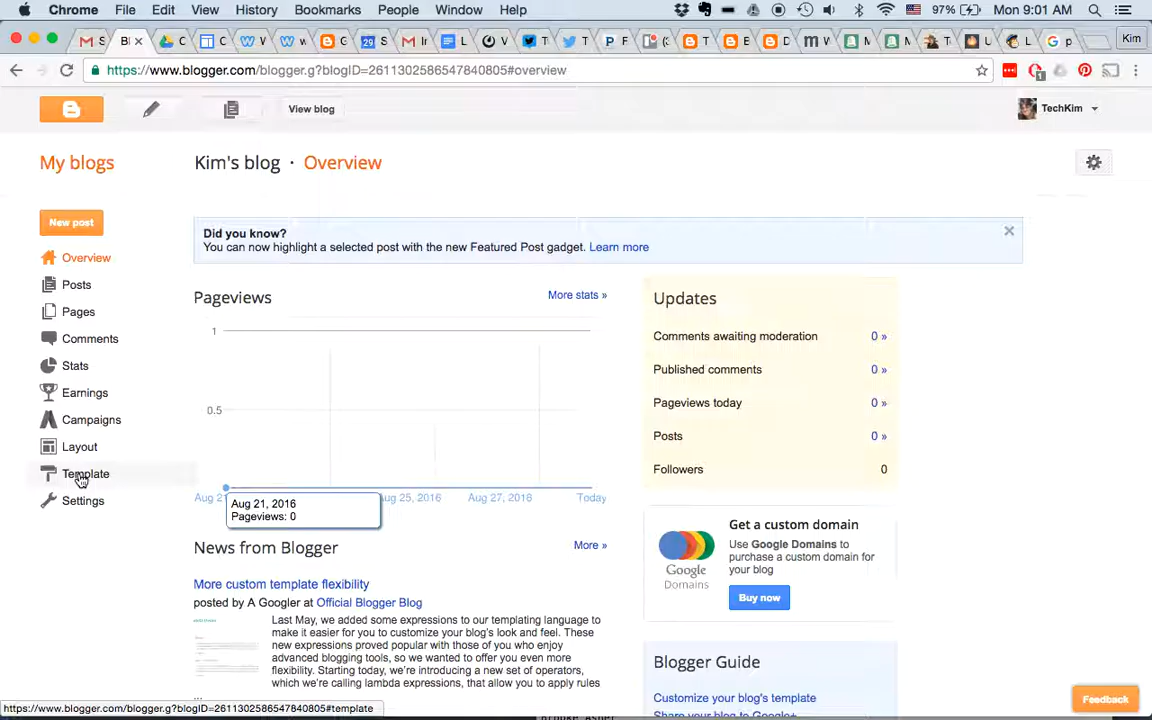 Chrome File Edit View History Bookmarks People Window Help 97% Mon 9:01 AM
Kim
https://www.blogger.com/blogger.g?blogID=2611302586547840805#overview
View blog
TechKim
My blogs
Kim's blog · Overview
New post
Did you know?
You can now highlight a selected post with the new Featured Post gadget. Learn more
Overview
Posts
Pages
Comments
Stats
Earnings
Campaigns
Layout
Template
Settings
Pageviews
More stats »
1
0.5
Aug 21, 2016
Pageviews: 0
Aug 25, 2016
Aug 27, 2018
Today
Updates
Comments awaiting moderation 0 »
Published comments 0 »
Pageviews today 0 »
Posts 0 »
Followers 0
News from Blogger
More »
More custom template flexibility
posted by A Googler at Official Blogger Blog
Last May, we added some expressions to our templating language to
make it easier for you to customize your blog's look and feel. These
new expressions proved popular with those of you who enjoy
advanced blogging tools, so we wanted to offer you even more
flexibility. Starting today, we're introducing a new set of operators,
which we're calling lambda expressions, that allow you to apply rules
...
Google
Domains
Get a custom domain
Use Google Domains to
purchase a custom domain for
your blog
Buy now
Blogger Guide
Customize your blog's template
Share your blog to Google+
Feedback
https://www.blogger.com/blogger.g?blogID=2611302586547840805#template